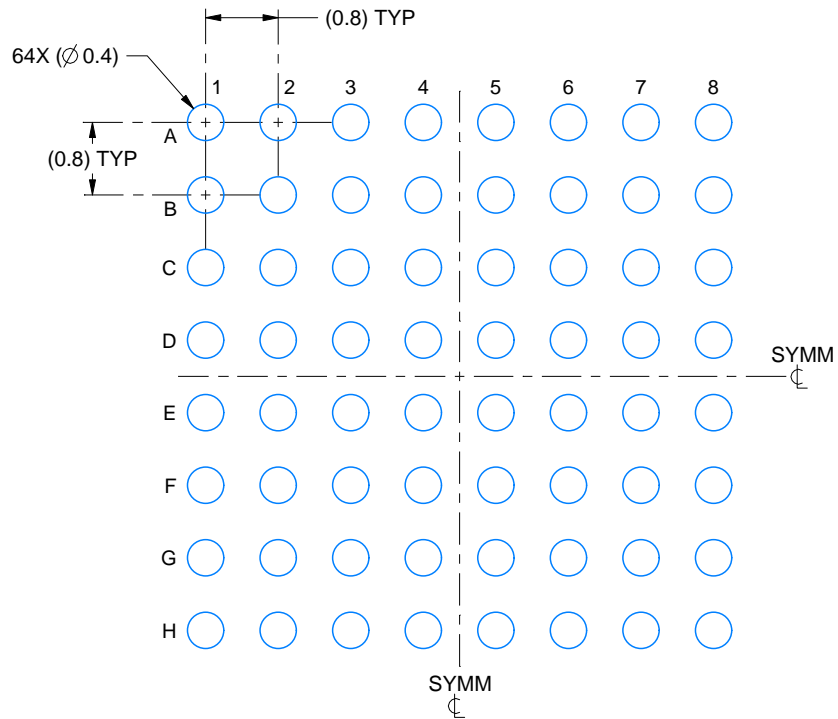 (0.8) TYP
64X (∅ 0.4)
1 2 3 4 5 6 7 8
A
(0.8) TYP
B
C
D
SYMM
℄
E
F
G
H
SYMM
℄